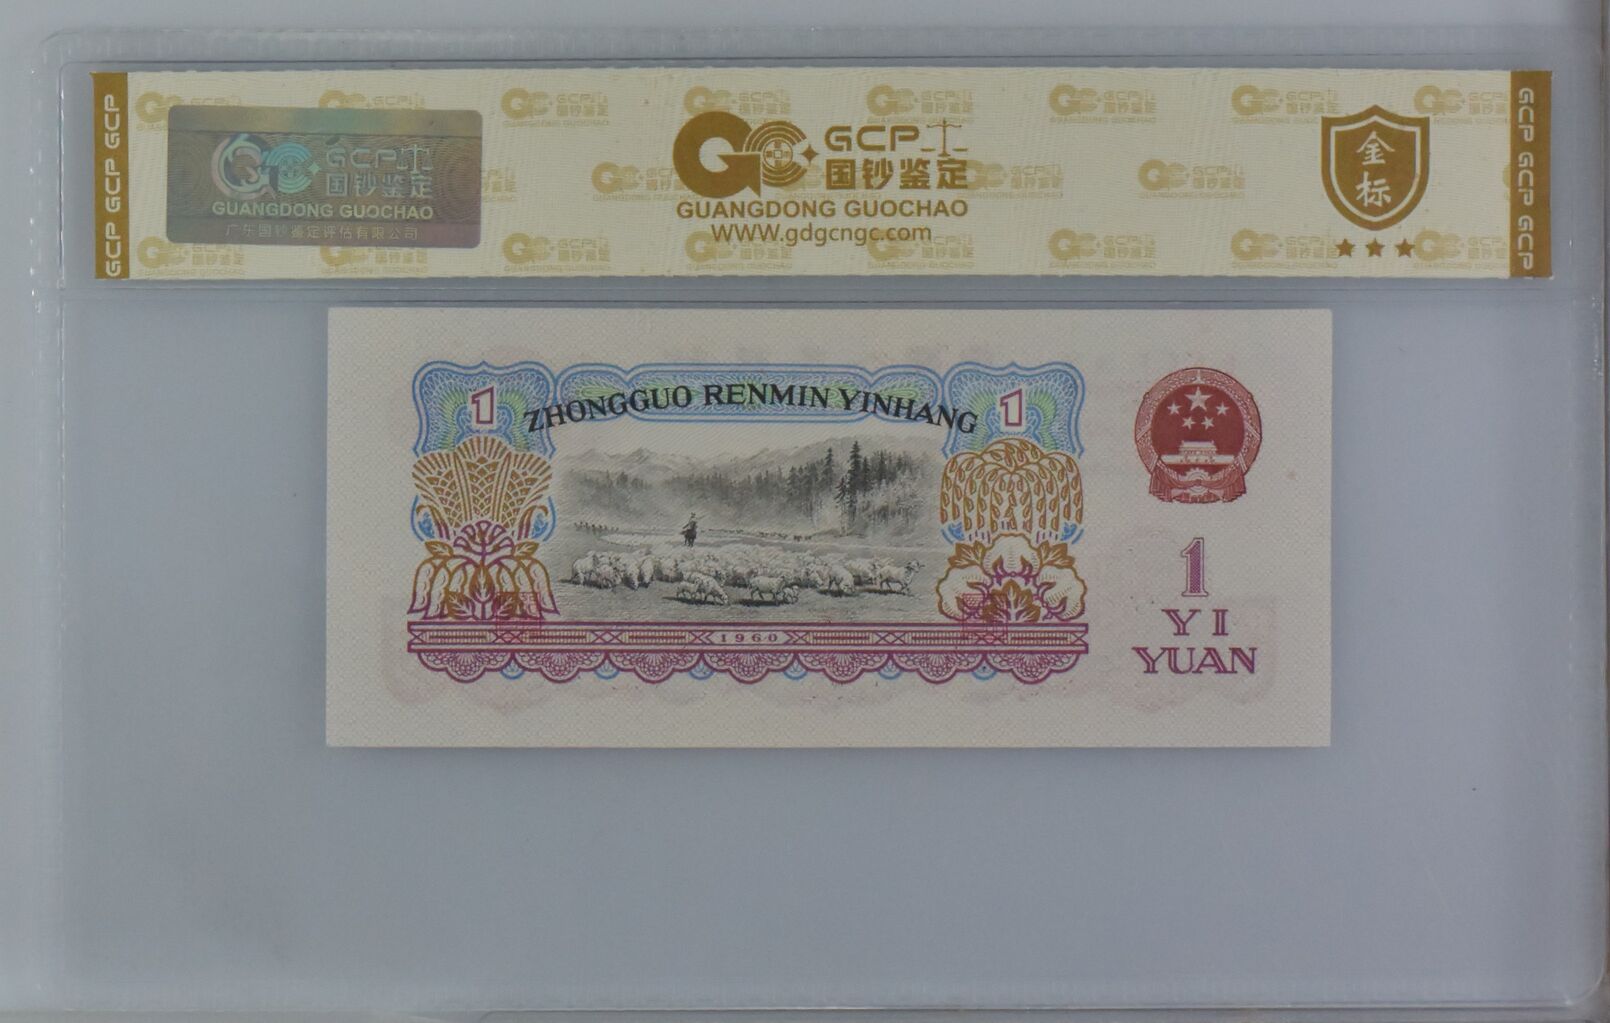 GCP GCP GCP
GCP
国钞鉴定
GUANGDONG GUOCHAO
广东国钞鉴定评估有限公司
GCP
国钞鉴定
GUANGDONG GUOCHAO
WWW.gdgcngc.com
金标
GCP GCP GCP
ZHONGGUO RENMIN YINHANG
1
1
1960
1
YI
YUAN